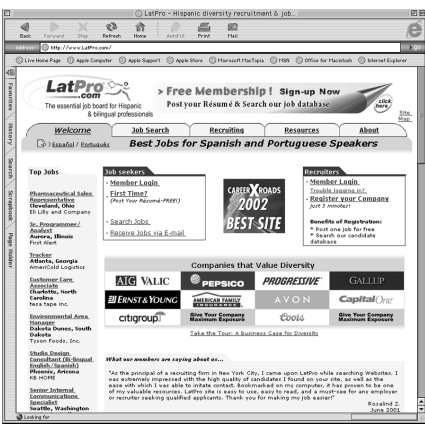 LatPro – Hispanic diversity recruitment & job...
Back Forward Stop Refresh Home AutoFill Print Mail
Address: http://www.LatPro.com/ go
Live Home Page Apple Computer Apple Support Apple Store Microsoft MacTopia MSN Office for Macintosh Internet Explorer
Favorites
History
Search
Scrapbook
Page Holder
LatPro
.com
The essential job board for Hispanic
& bilingual professionals
> Free Membership ! Sign-up Now
Post your Résumé & Search our job database
click
here
Site
Map
Welcome Job Search Recruiting Resources About
> Español / Português
Best Jobs for Spanish and Portuguese Speakers
Top Jobs
Pharmaceutical Sales
Representative
Cleveland, Ohio
Eli Lilly and Company
Sr. Programmer/
Analyst
Aurora, Illinois
First Alert
Tracker
Atlanta, Georgia
AmeriCold Logistics
Customer Care
Associate
Charlotte, North
Carolina
tesa tape inc.
Environmental Area
Manager
Dakota Dunes, South
Dakota
Tyson Foods, Inc.
Studio Design
Consultant (Bi-lingual
English/Spanish)
Phoenix, Arizona
KB HOME
Senior Internal
Communications
Specialist
Seattle, Washington
Job seekers
- Member Login
- First Time?
(Post Your Résumé-FREE!)
- Search Jobs
- Receive Jobs via E-mail
CAREER XROADS
2002
BEST SITE
Recruiters
- Member Login
Trouble logging in?
- Register your Company
Just 3 minutes!
Benefits of Registration:
* Post one job for free
* Search our candidate
database
Companies that Value Diversity
AIG VALIC PEPSICO PROGRESSIVE GALLUP
ERNST & YOUNG AMERICAN FAMILY INSURANCE AVON Capital One
citigroup Give Your Company Maximum Exposure Coors Give Your Company Maximum Exposure
Take the Tour: A Business Case for Diversity
What our members are saying about us...
"As the principal of a recruiting firm in New York City, I came upon LatPro while searching Websites. I
was extremely impressed with the high quality of candidates I found on your site, as well as the
ease with which I was able to initate contact. Bookmarked on my computer, it has proven to be one
of my valuable resources. LatPro site is easy to use, easy to read, and a must-see for any employer
or recruiter seeking qualified applicants. Thank you for making my job easier!"
Rosalind Z.
June 2001
Looking for